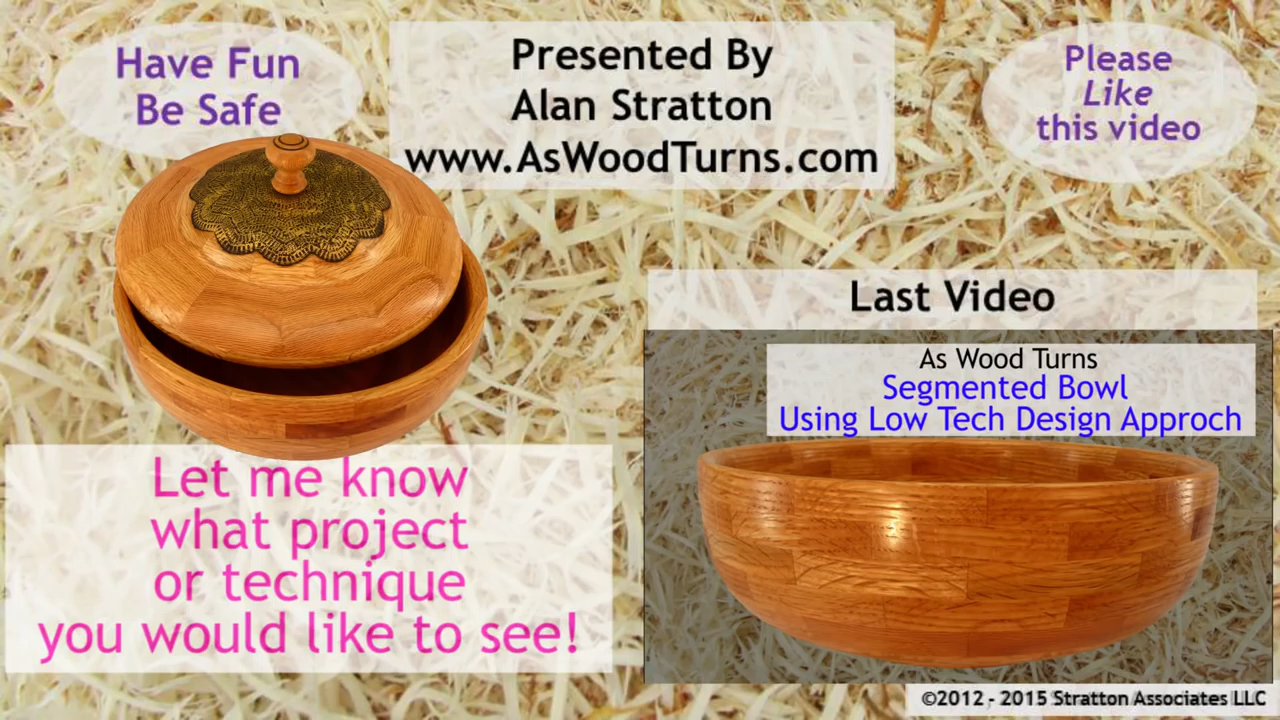 Have Fun
Be Safe
Presented By
Alan Stratton
www.AsWoodTurns.com
Please
Like
this video
Last Video
As Wood Turns
Segmented Bowl
Using Low Tech Design Approch
Let me know
what project
or technique
you would like to see!
©2012 - 2015 Stratton Associates LLC